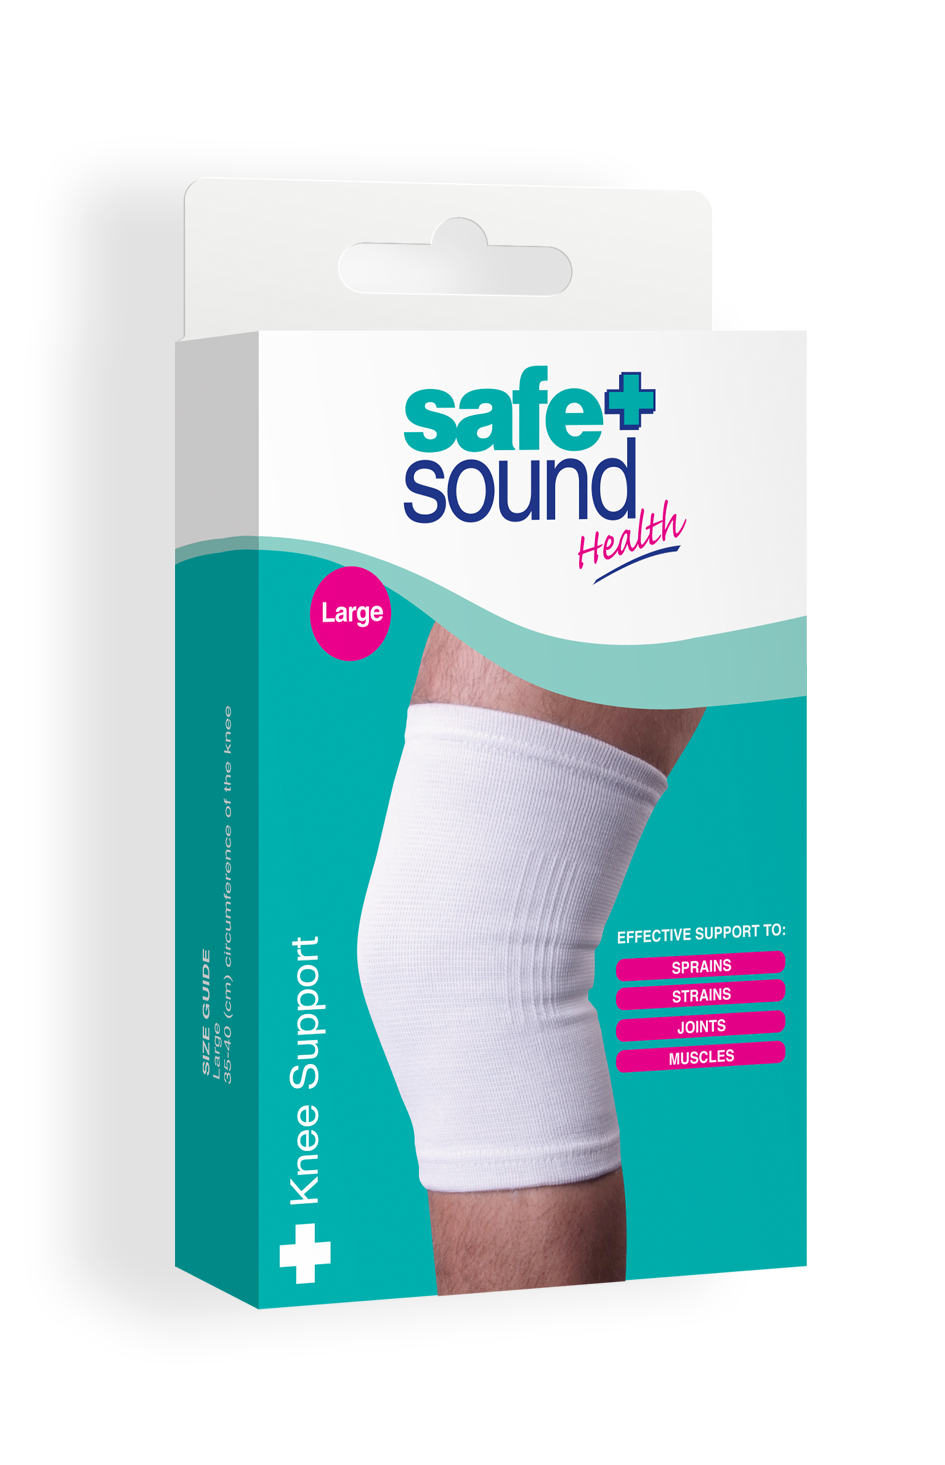 safe
sound
Health
Large
EFFECTIVE SUPPORT TO:
SPRAINS
STRAINS
JOINTS
MUSCLES
Knee Support
SIZE GUIDE
Large
35-40 (cm) circumference of the knee